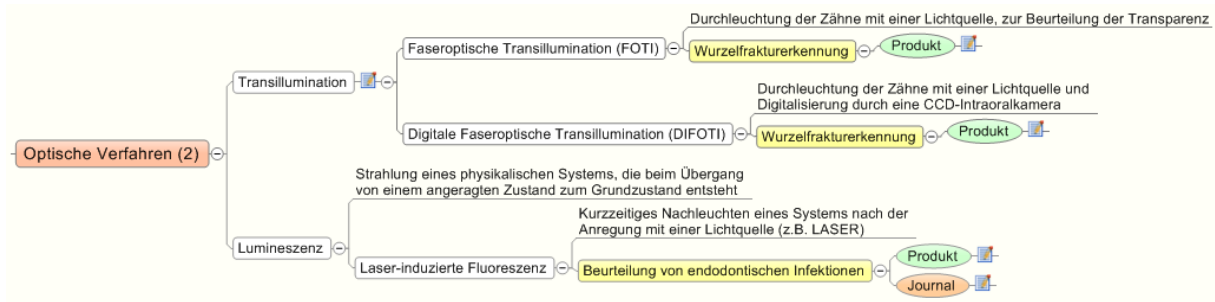 Optische Verfahren (2)
Transillumination
Faseroptische Transillumination (FOTI)
Durchleuchtung der Zähne mit einer Lichtquelle, zur Beurteilung der Transparenz
Wurzelfrakturerkennung
Produkt
Digitale Faseroptische Transillumination (DIFOTI)
Durchleuchtung der Zähne mit einer Lichtquelle und
Digitalisierung durch eine CCD-Intraoralkamera
Wurzelfrakturerkennung
Produkt
Lumineszenz
Strahlung eines physikalischen Systems, die beim Übergang
von einem angeragten Zustand zum Grundzustand entsteht
Laser-induzierte Fluoreszenz
Kurzzeitiges Nachleuchten eines Systems nach der
Anregung mit einer Lichtquelle (z.B. LASER)
Beurteilung von endodontischen Infektionen
Produkt
Journal